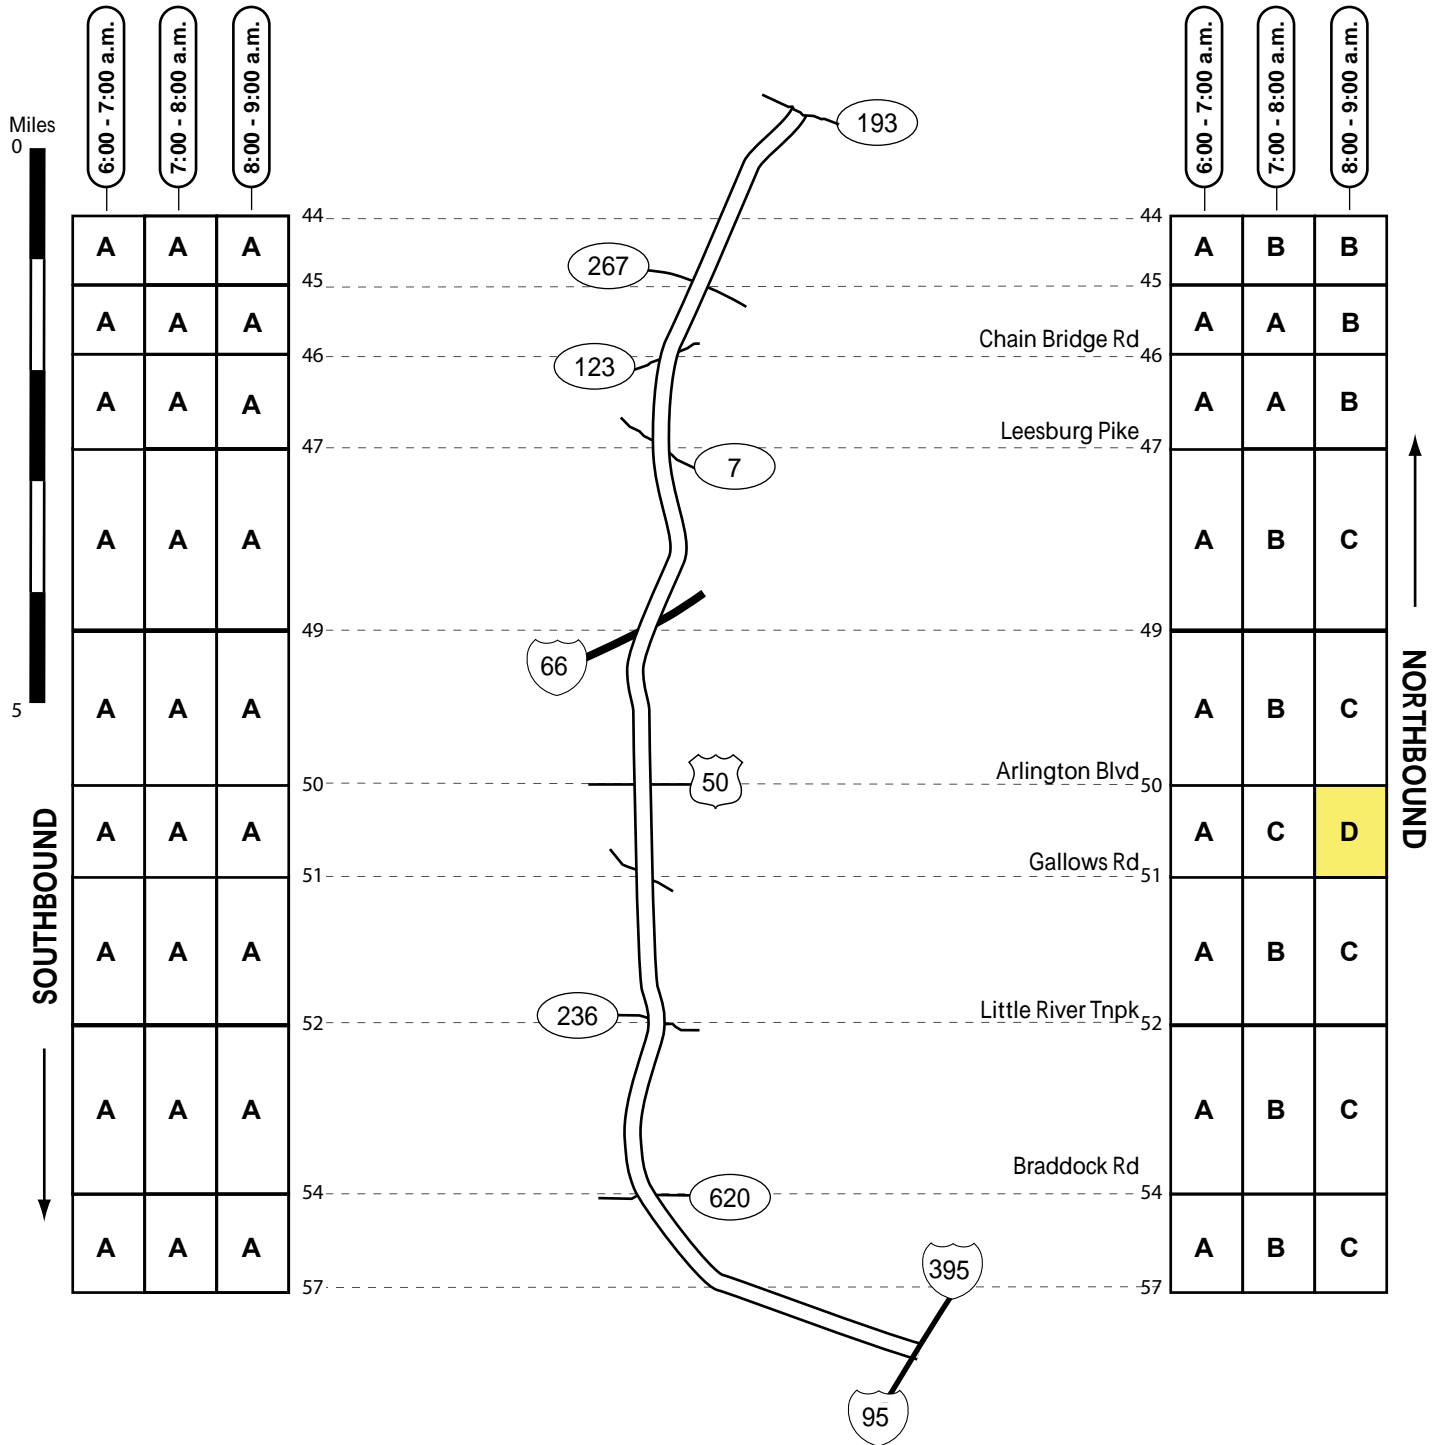 6:00 - 7:00 a.m.
7:00 - 8:00 a.m.
8:00 - 9:00 a.m.
6:00 - 7:00 a.m.
7:00 - 8:00 a.m.
8:00 - 9:00 a.m.
Miles
0
5
193
A A A 44 44 A B B
267
45 45
A A A Chain Bridge Rd A A B
123 46 46
A A A Leesburg Pike A A B
47 47
7
A A A A B C
49 49
66
A A A A B C
Arlington Blvd
50 50 50
A A A A C D
Gallows Rd
51 51
A A A A B C
236 Little River Tnpk
52 52
A A A A B C
Braddock Rd
54 620 54
A A A A B C
395
57 57
95
SOUTHBOUND
NORTHBOUND